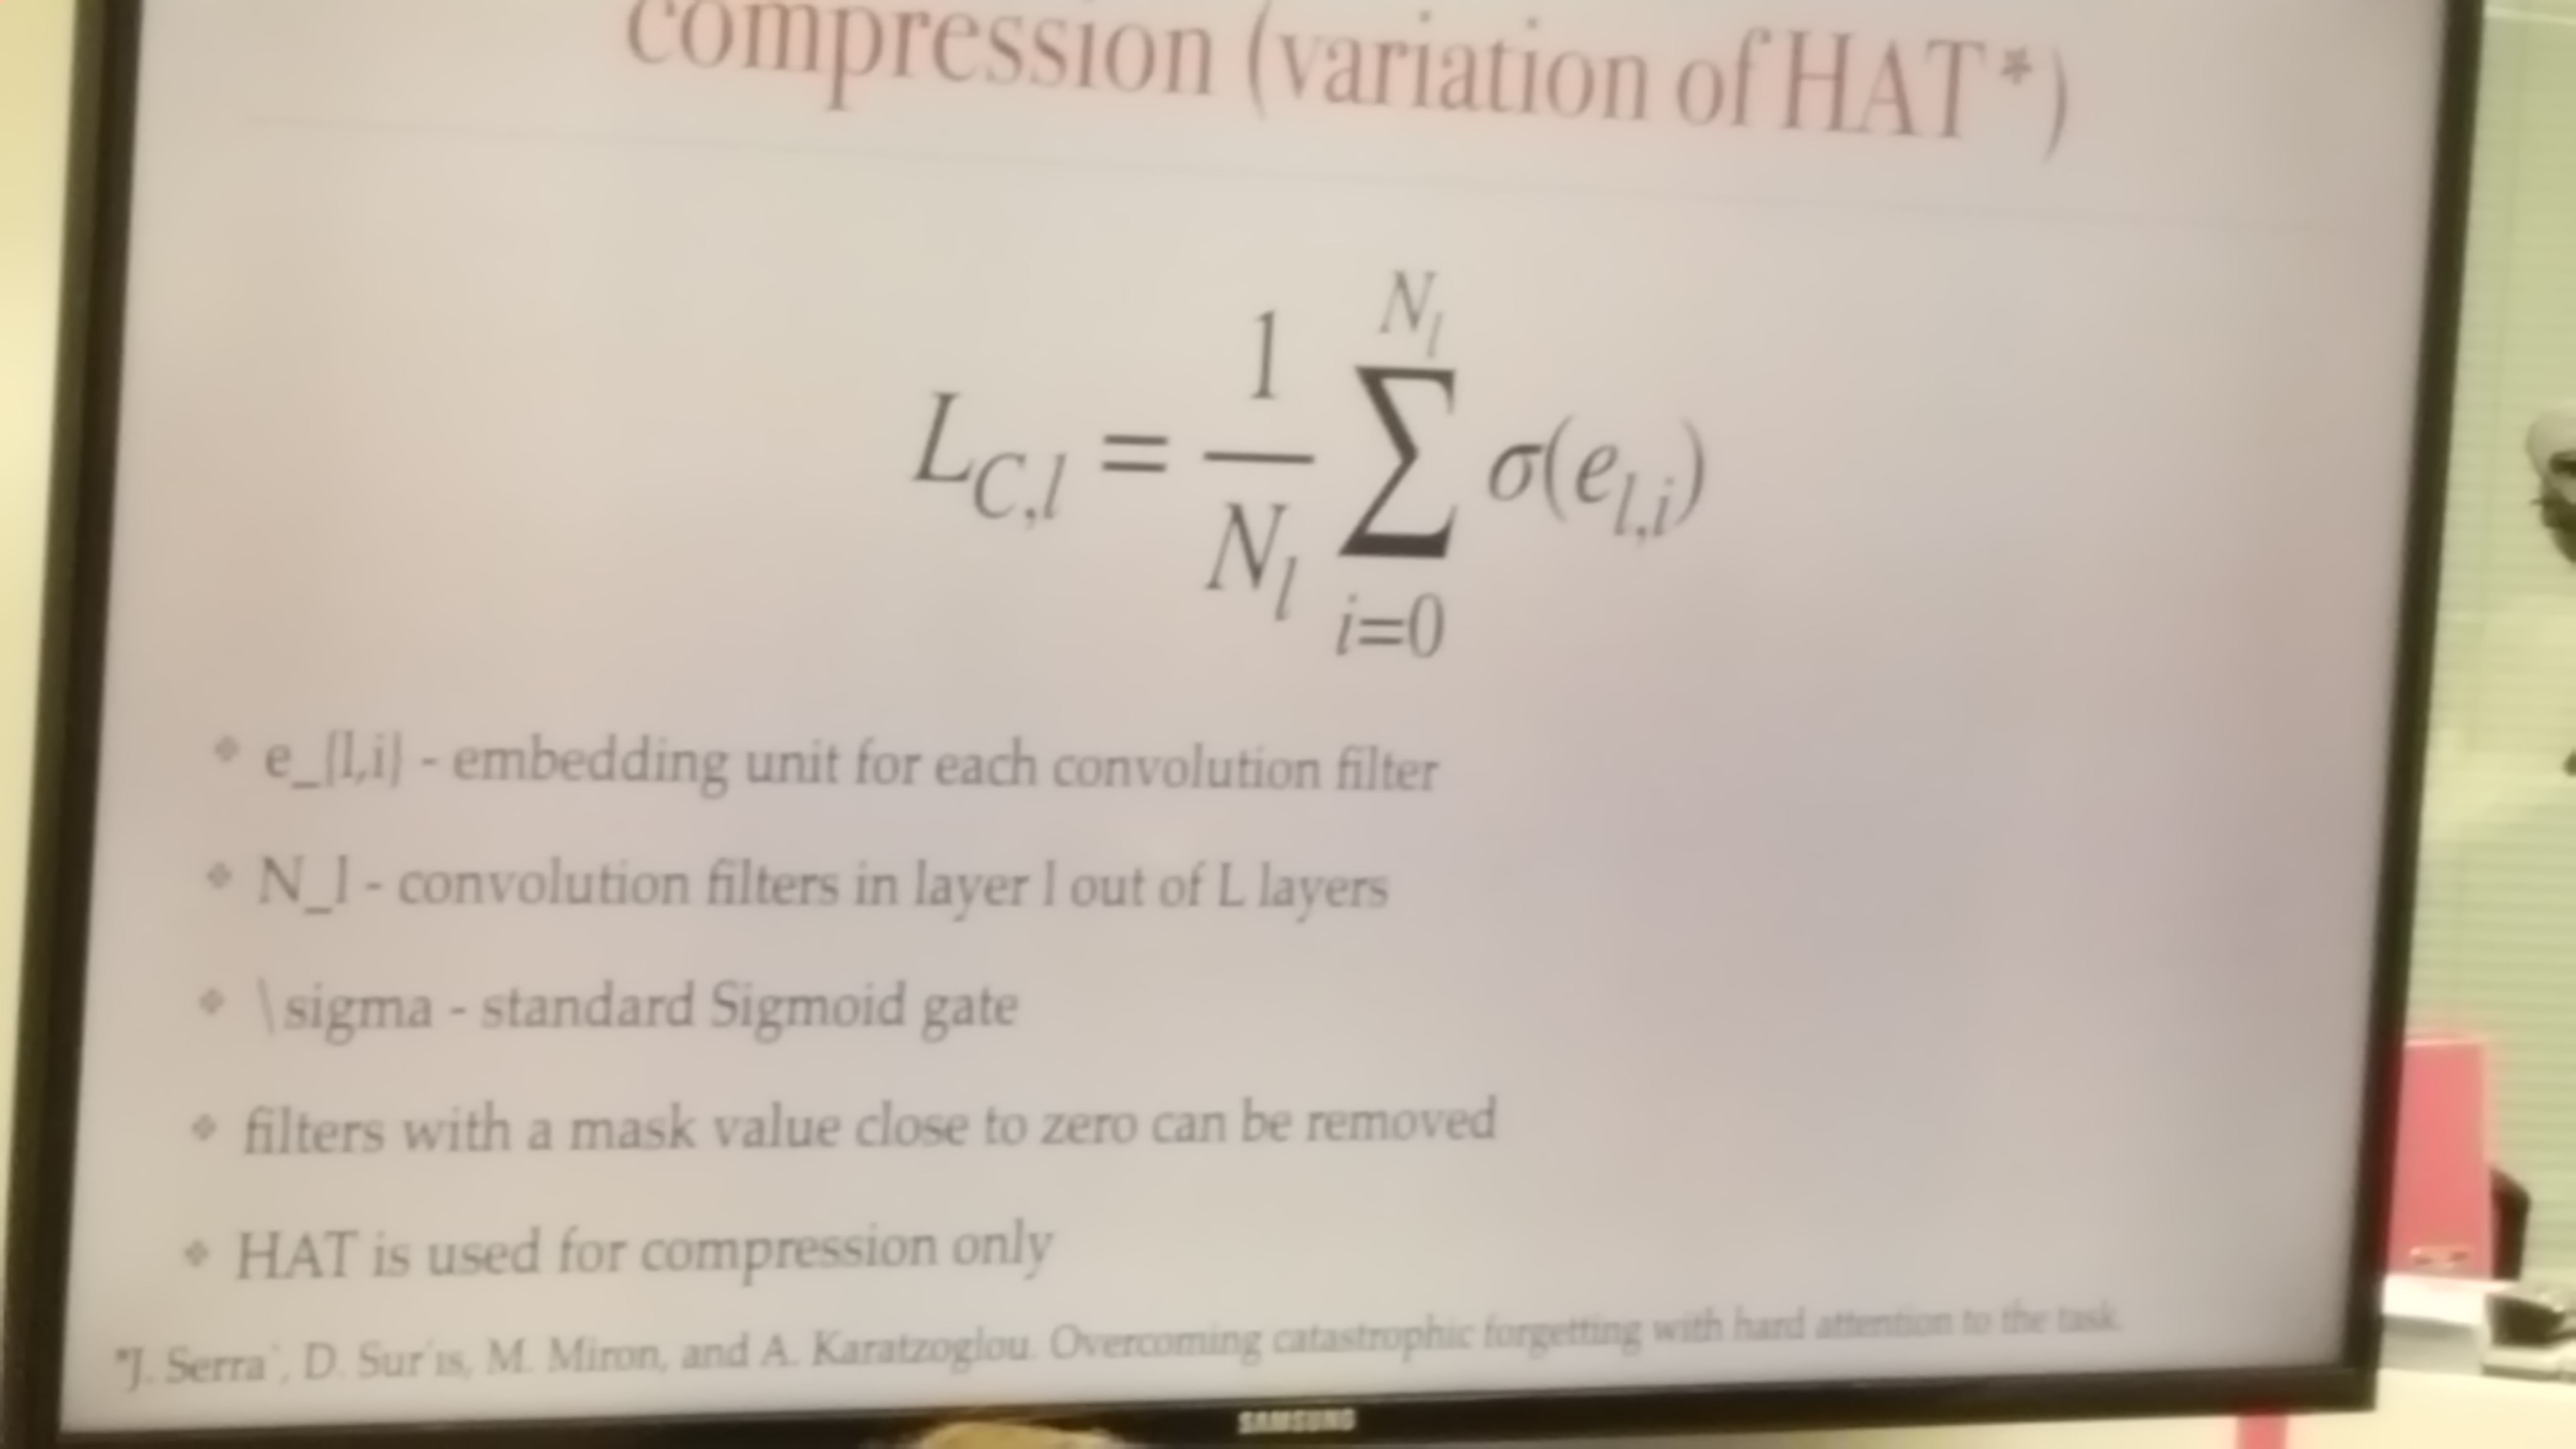 compression (variation of HAT*)
L_{C,l} = \frac{1}{N_l} \sum_{i=0}^{N_l} σ(e_{l,i})
e_{l,i} - embedding unit for each convolution filter
N_l - convolution filters in layer l out of L layers
\sigma - standard Sigmoid gate
filters with a mask value close to zero can be removed
HAT is used for compression only
*J. Serra`, D. Sur´ıs, M. Miron, and A. Karatzoglou. Overcoming catastrophic forgetting with hard attention to the task.
SAMSUNG